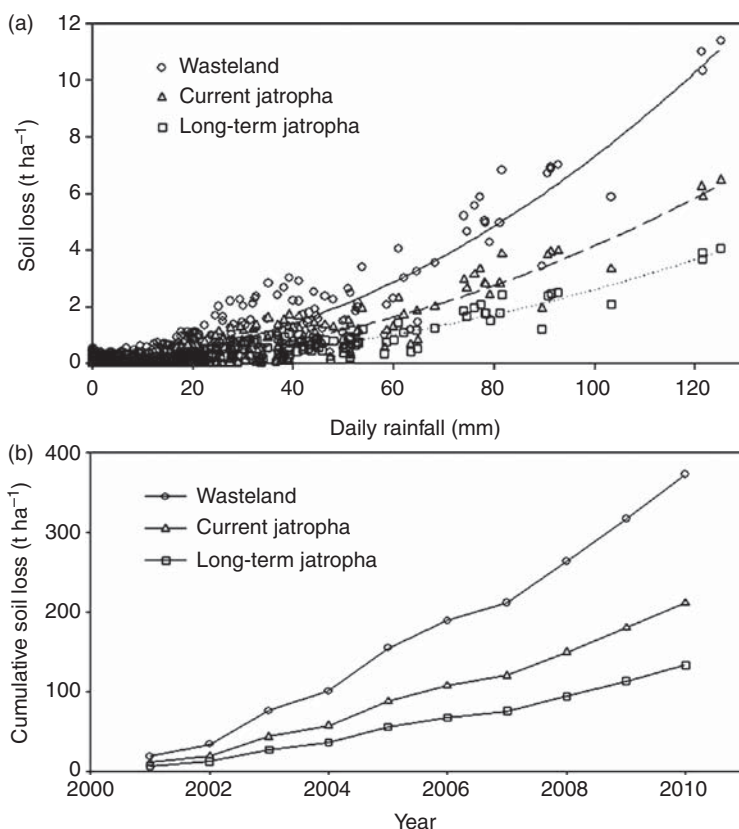 (a)
12
10
8
6
4
2
0
Soil loss (t ha⁻¹)
Wasteland
Current jatropha
Long-term jatropha
0 20 40 60 80 100 120
Daily rainfall (mm)
(b)
400
300
200
100
0
Cumulative soil loss (t ha⁻¹)
Wasteland
Current jatropha
Long-term jatropha
2000 2002 2004 2006 2008 2010
Year